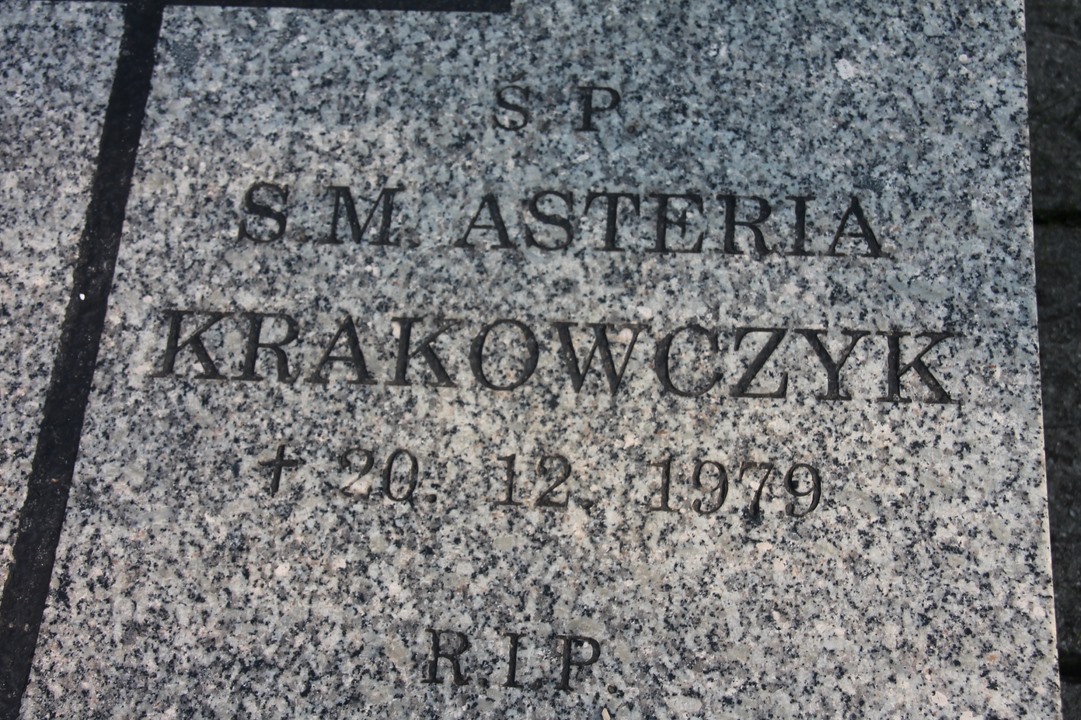 S P
S.M. ASTERIA
KRAKOWCZYK
+ 20. 12. 1979
R.I.P